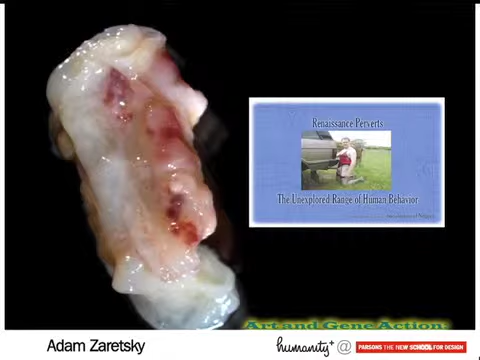 Renaissance Perverts
The Unexplored Range of Human Behavior
Art and Gene Action.
Adam Zaretsky
humanity+ @ PARSONS THE NEW SCHOOL FOR DESIGN